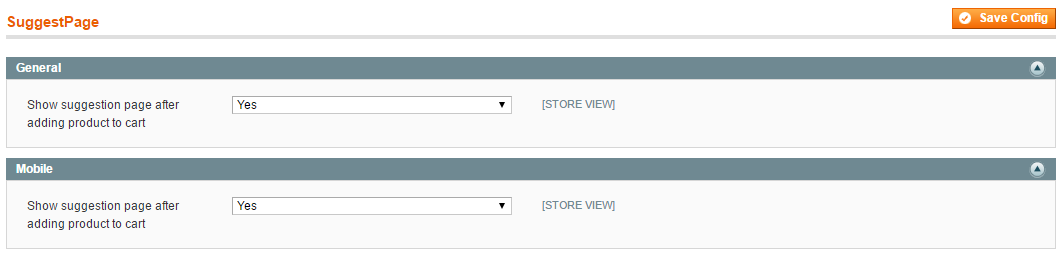 SuggestPage
Save Config
General
Show suggestion page after
adding product to cart
Yes
[STORE VIEW]
Mobile
Show suggestion page after
adding product to cart
Yes
[STORE VIEW]